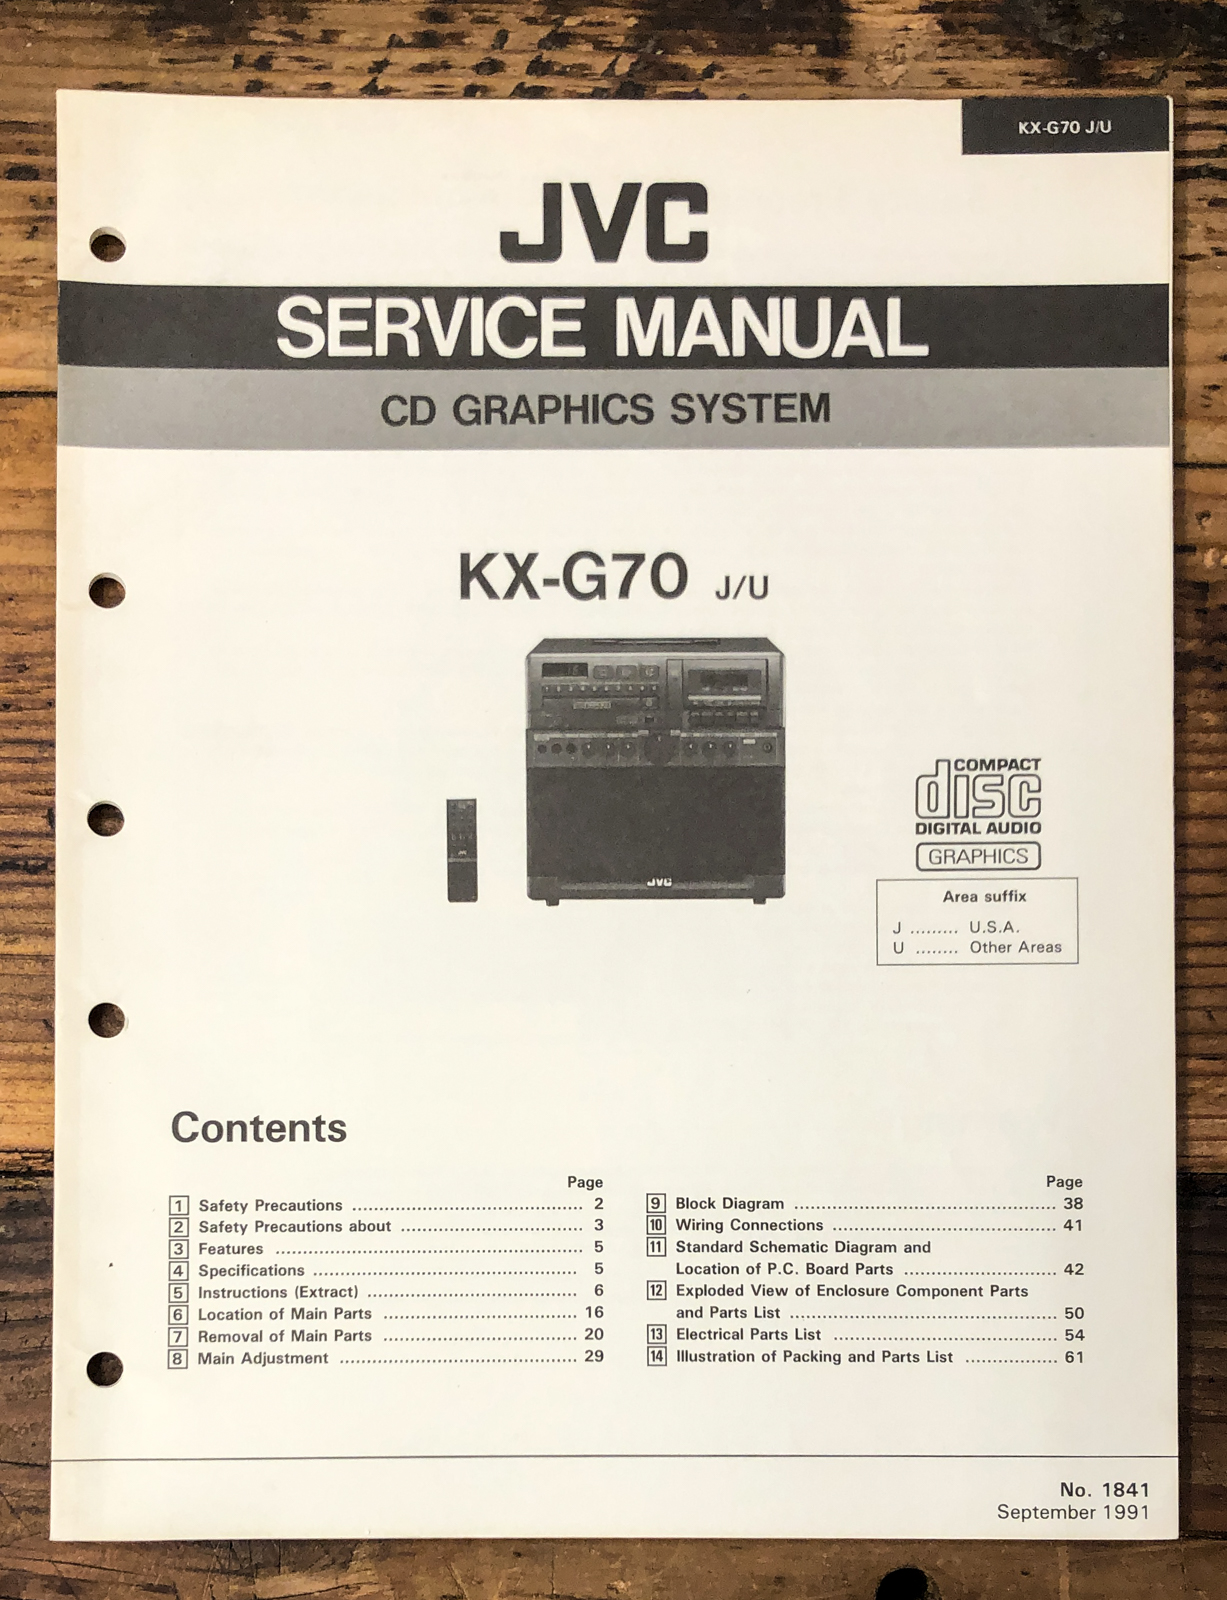 KX-G70 J/U
JVC
SERVICE MANUAL
CD GRAPHICS SYSTEM
KX-G70 J/U
JVC
JVC
COMPACT
disc
DIGITAL AUDIO
GRAPHICS
Area suffix
J ......... U.S.A.
U ........ Other Areas
Contents
Page
1 Safety Precautions .......................................... 2
2 Safety Precautions about ................................. 3
3 Features ........................................................ 5
4 Specifications ................................................ 5
5 Instructions (Extract) ...................................... 6
6 Location of Main Parts ................................... 16
7 Removal of Main Parts ................................... 20
8 Main Adjustment ........................................... 29
Page
9 Block Diagram ................................................ 38
10 Wiring Connections ......................................... 41
11 Standard Schematic Diagram and
Location of P.C. Board Parts ............................ 42
12 Exploded View of Enclosure Component Parts
and Parts List ................................................. 50
13 Electrical Parts List ......................................... 54
14 Illustration of Packing and Parts List ................. 61
No. 1841
September 1991